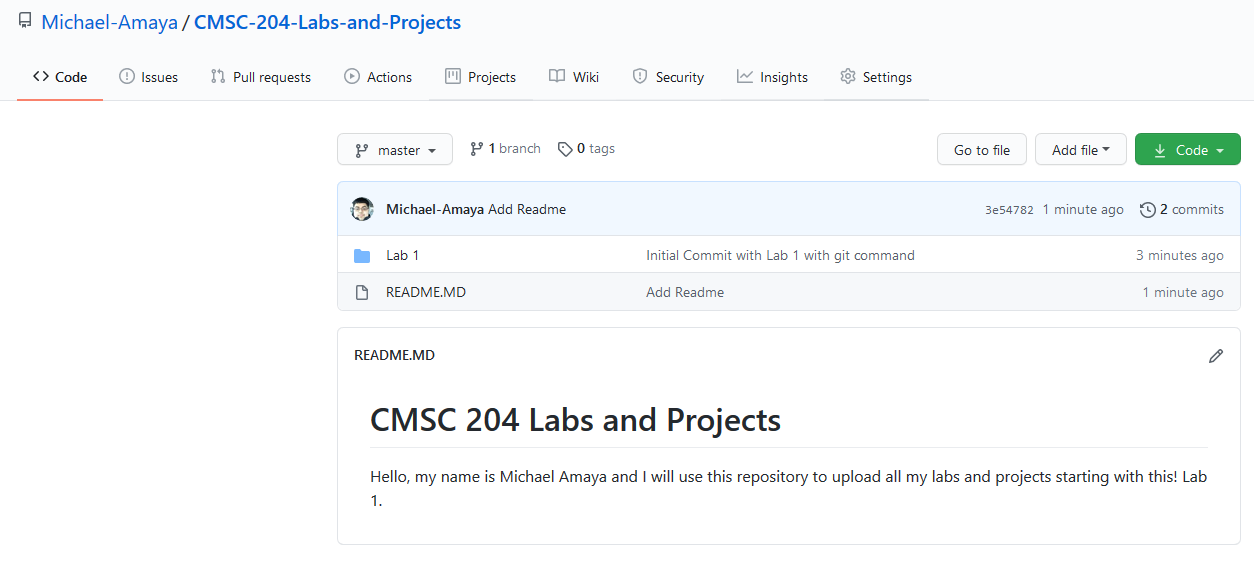 Michael-Amaya / CMSC-204-Labs-and-Projects
Code Issues Pull requests Actions Projects Wiki Security Insights Settings
master 1 branch 0 tags Go to file Add file Code
Michael-Amaya Add Readme 3e54782 1 minute ago 2 commits
Lab 1 Initial Commit with Lab 1 with git command 3 minutes ago
README.MD Add Readme 1 minute ago
README.MD
CMSC 204 Labs and Projects
Hello, my name is Michael Amaya and I will use this repository to upload all my labs and projects starting with this! Lab
1.